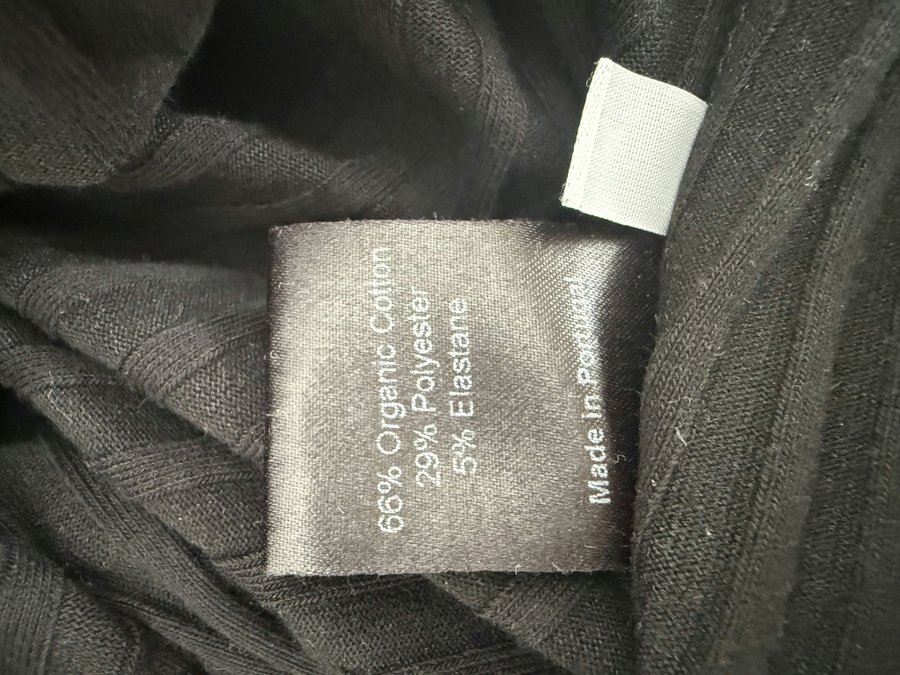 66% Organic Cotton
29% Polyester
5% Elastane
Made In Portugal